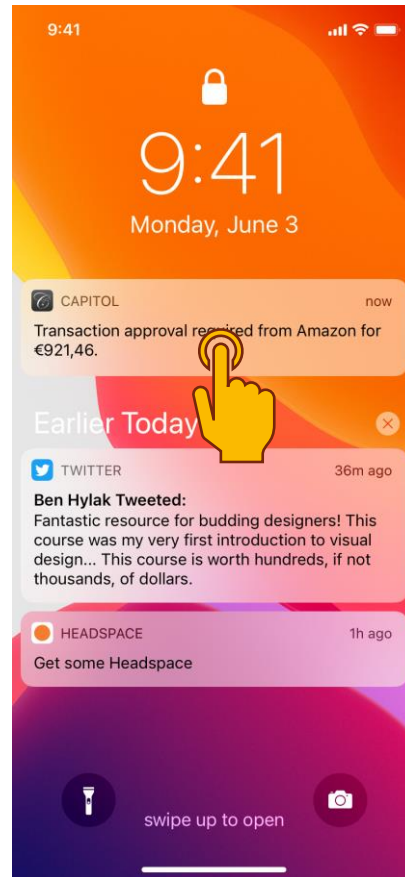 9:41
9:41
Monday, June 3
CAPITOL now
Transaction approval required from Amazon for
€921,46.
Earlier Today
TWITTER 36m ago
Ben Hylak Tweeted:
Fantastic resource for budding designers! This
course was my very first introduction to visual
design... This course is worth hundreds, if not
thousands, of dollars.
HEADSPACE 1h ago
Get some Headspace
swipe up to open